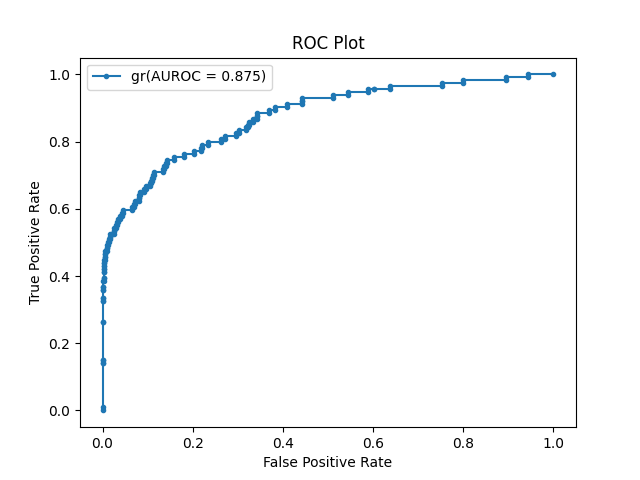 ROC Plot
gr(AUROC = 0.875)
True Positive Rate
1.0
0.8
0.6
0.4
0.2
0.0
0.0 0.2 0.4 0.6 0.8 1.0
False Positive Rate